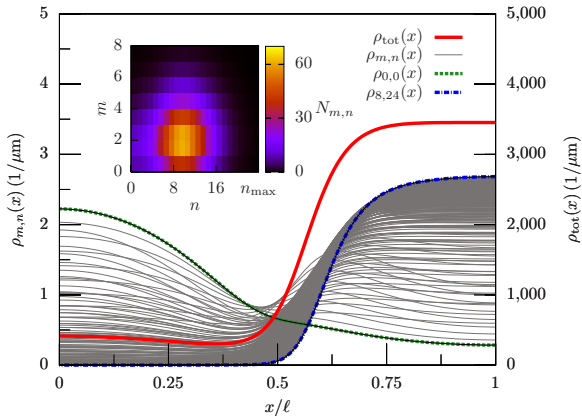 5 5,000
8 ρtot(x)
6 60 ρm,n(x)
4 4,000
m Nm,n ρ0,0(x)
2 30 ρ8,24(x)
0 0
3 3,000
0 8 16 nmax
n
ρm,n(x) (1/µm) ρtot(x) (1/µm)
2 2,000
1 1,000
0 0
0 0.25 0.5 0.75 1
x/ℓ